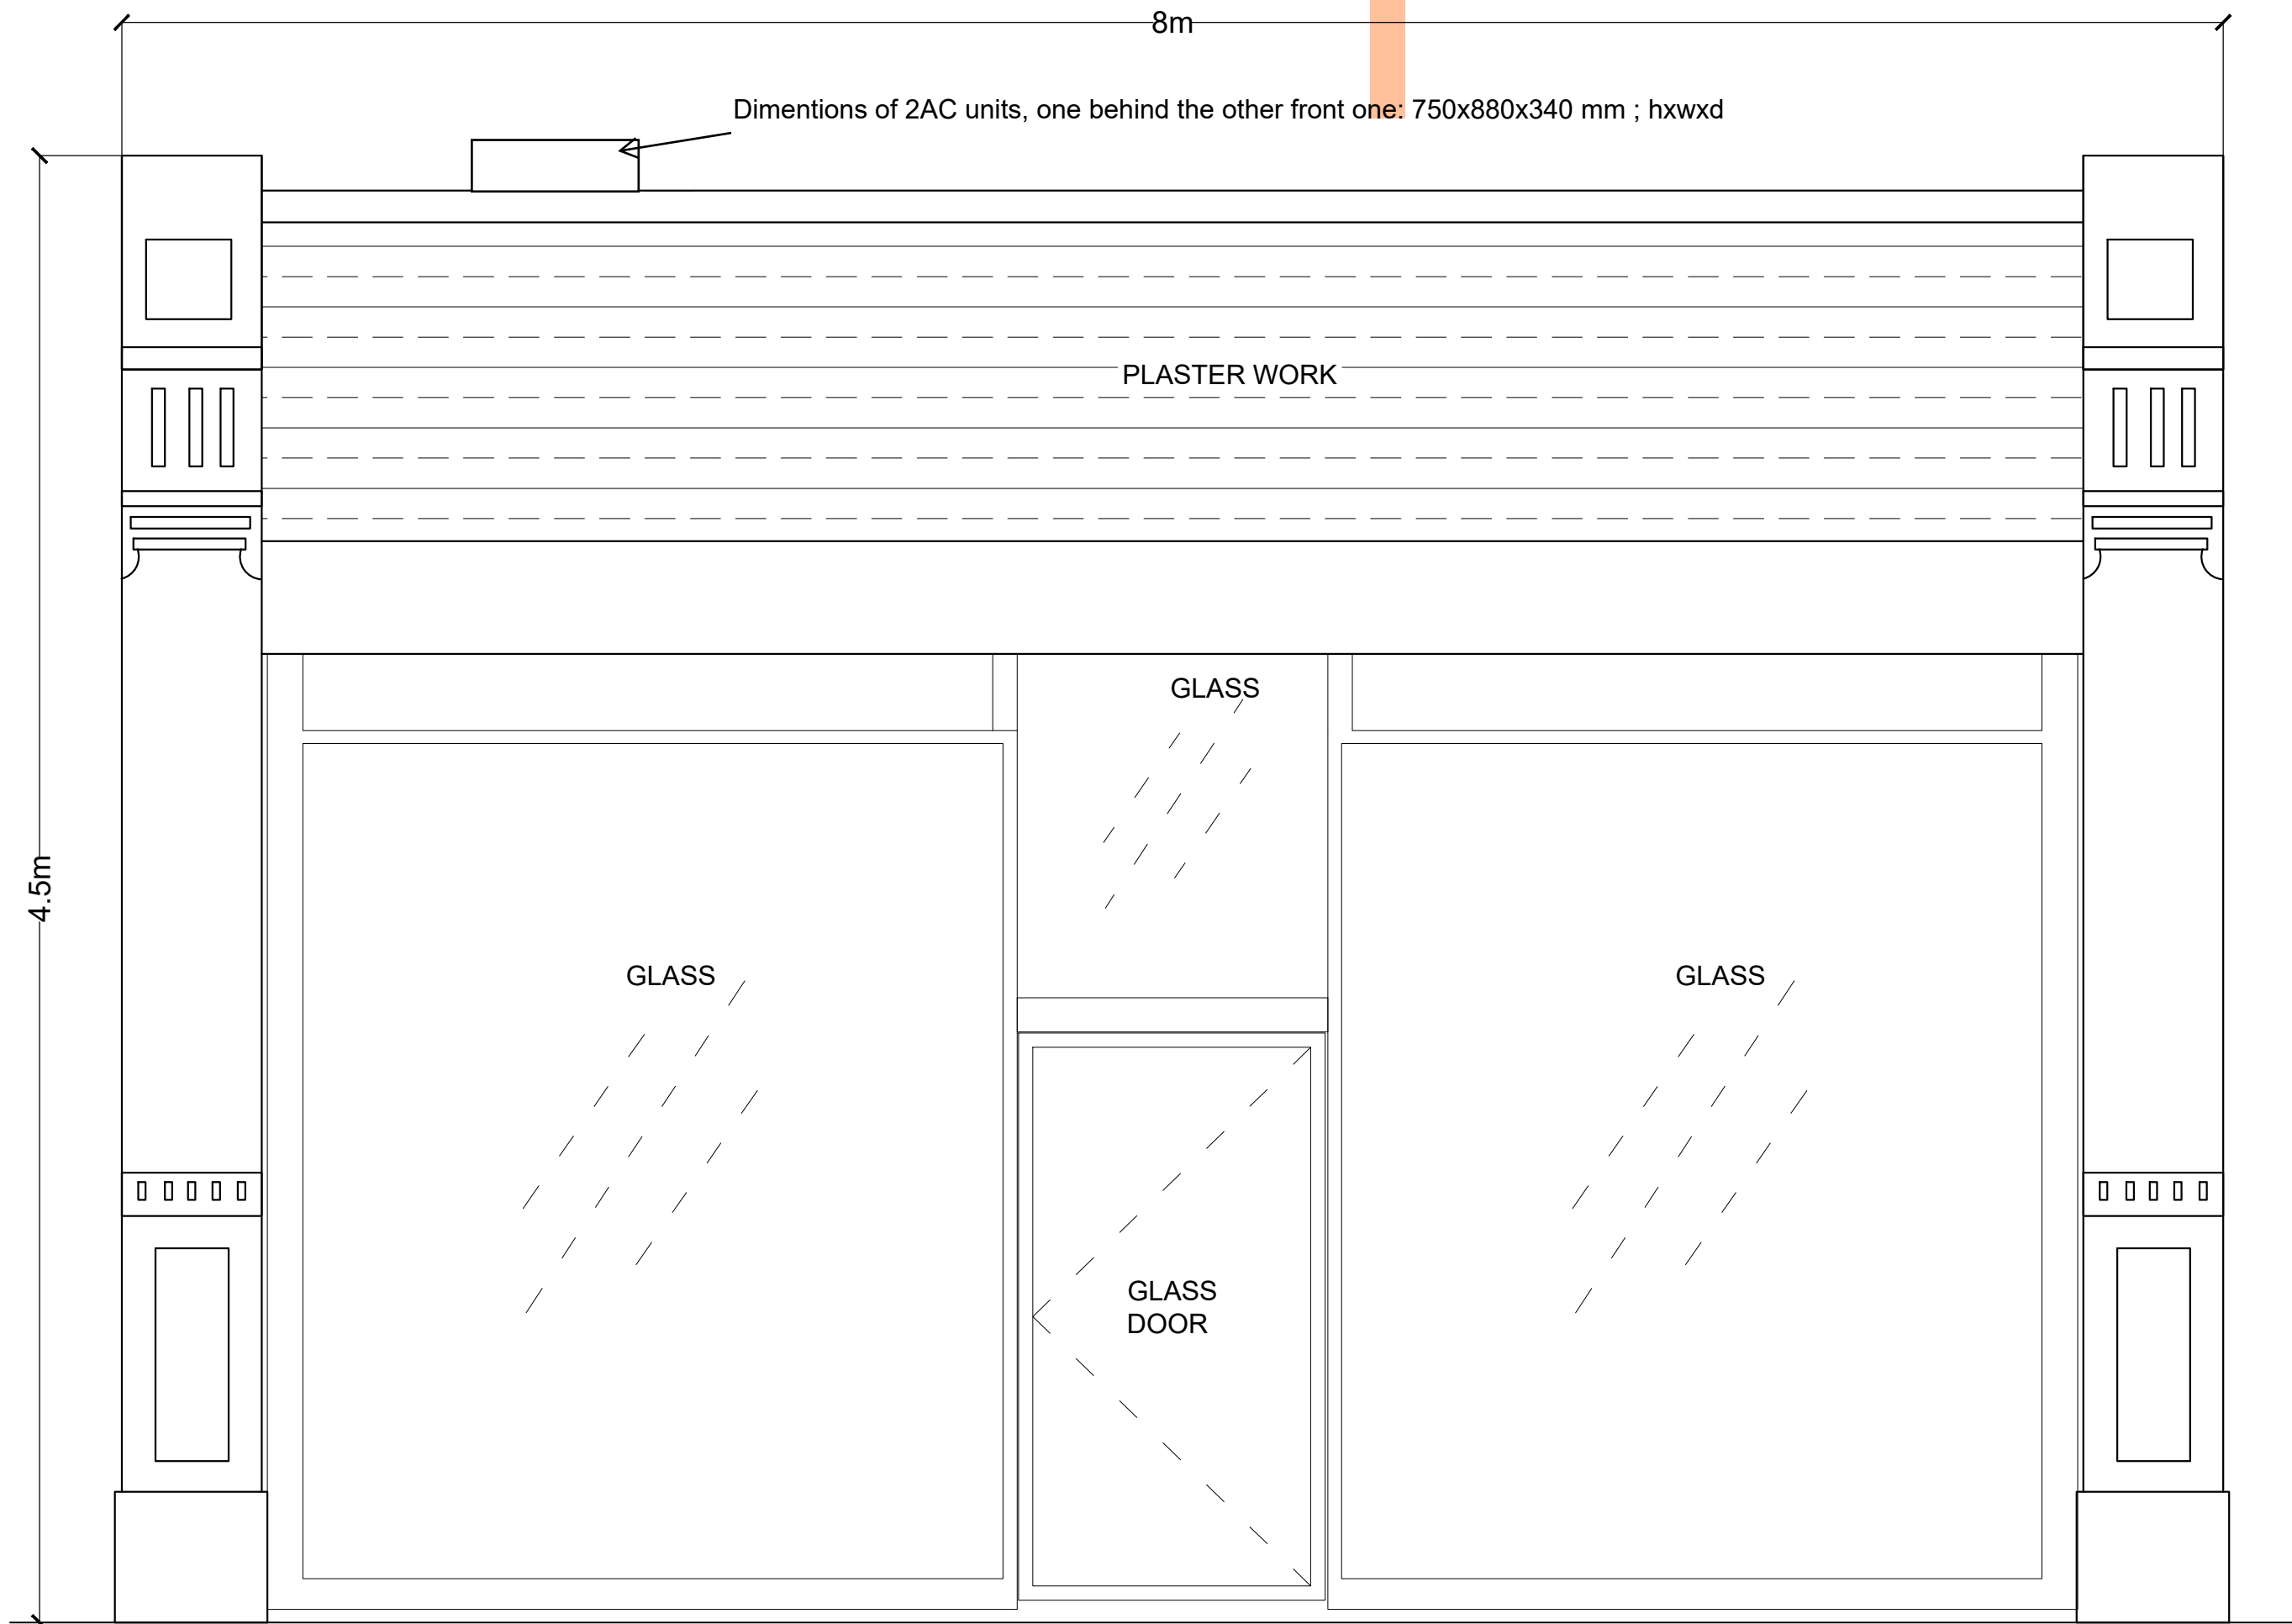 8m
Dimentions of 2AC units, one behind the other front one: 750x880x340 mm ; hxwxd
PLASTER WORK
GLASS
4.5m
GLASS
GLASS
GLASS
DOOR